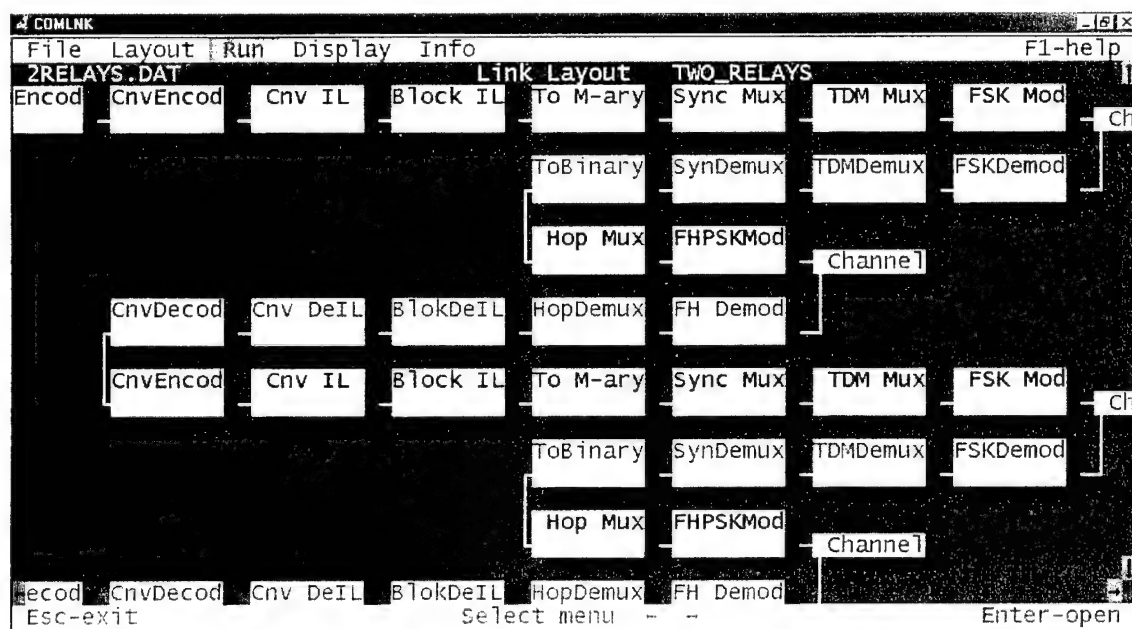 COMLNK
File Layout Run Display Info F1-help
2RELAYS.DAT Link Layout TWO_RELAYS
Encod CnvEncod Cnv IL Block IL To M-ary Sync Mux TDM Mux FSK Mod
Ch
ToBinary SynDemux TDMDemux FSKDemod
Hop Mux FHPSKMod
Channel
CnvDecod Cnv DeIL BlokDeIL HopDemux FH Demod
CnvEncod Cnv IL Block IL To M-ary Sync Mux TDM Mux FSK Mod
Ch
ToBinary SynDemux TDMDemux FSKDemod
Hop Mux FHPSKMod
Channel
ecod CnvDecod Cnv DeIL BlokDeIL HopDemux FH Demod
Esc-exit Select menu ← → Enter-open